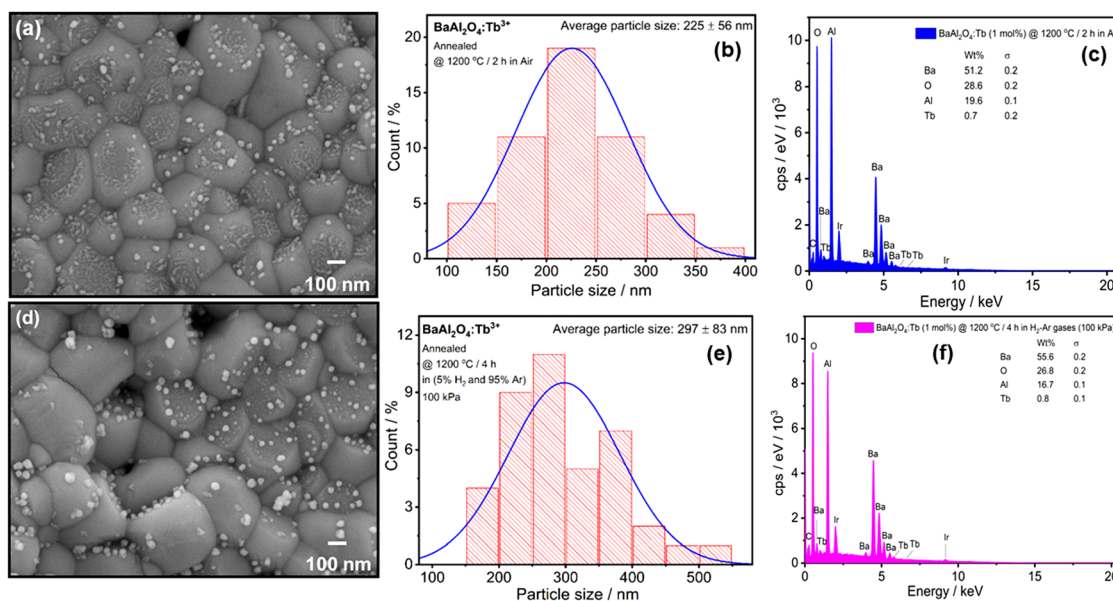 (a)
100 nm
BaAl₂O₄:Tb³⁺
Average particle size: 225 ± 56 nm
Annealed
@ 1200 °C / 2 h in Air
(b)
Count / %
20
15
10
5
0
100 150 200 250 300 350 400
Particle size / nm
BaAl₂O₄:Tb (1 mol%) @ 1200 °C / 2 h in A
(c)
Wt% σ
Ba 51.2 0.2
O 28.6 0.2
Al 19.6 0.1
Tb 0.7 0.2
cps / eV / 10³
10
8
6
4
2
0
O
Al
Ba
Ba
Ba
Ir
Ba
C
Tb
Ba
Ba
Tb
Tb
Ir
0 5 10 15 20
Energy / keV
(d)
100 nm
BaAl₂O₄:Tb³⁺
Average particle size: 297 ± 83 nm
Annealed
@ 1200 °C / 4 h
in (5% H₂ and 95% Ar)
100 kPa
(e)
Count / %
12
9
6
3
0
100 200 300 400 500
Particle size / nm
BaAl₂O₄:Tb (1 mol%) @ 1200 °C / 4 h in H₂-Ar gases (100 kPa)
(f)
Wt% σ
Ba 55.6 0.2
O 26.8 0.2
Al 16.7 0.1
Tb 0.8 0.1
cps / eV / 10³
10
8
6
4
2
0
O
Al
Ba
Ba
Ba
Ir
Ba
C
Tb
Ba
Ba
Tb
Tb
Ir
0 5 10 15 20
Energy / keV